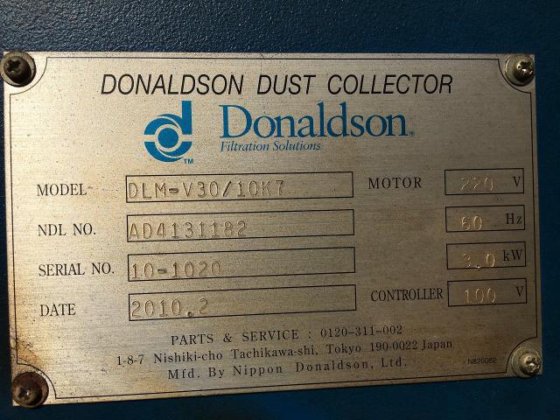 DONALDSON DUST COLLECTOR
Donaldson®
Filtration Solutions
™
MODEL DLM-V30/10K7 MOTOR 220 V
NDL NO. AD4131182 60 Hz
SERIAL NO. 10-1020 3.0 kW
DATE 2010.2 CONTROLLER 100 V
PARTS & SERVICE : 0120-311-002
1-8-7 Nishiki-cho Tachikawa-shi, Tokyo 190-0022 Japan
Mfd. By Nippon Donaldson, Ltd.